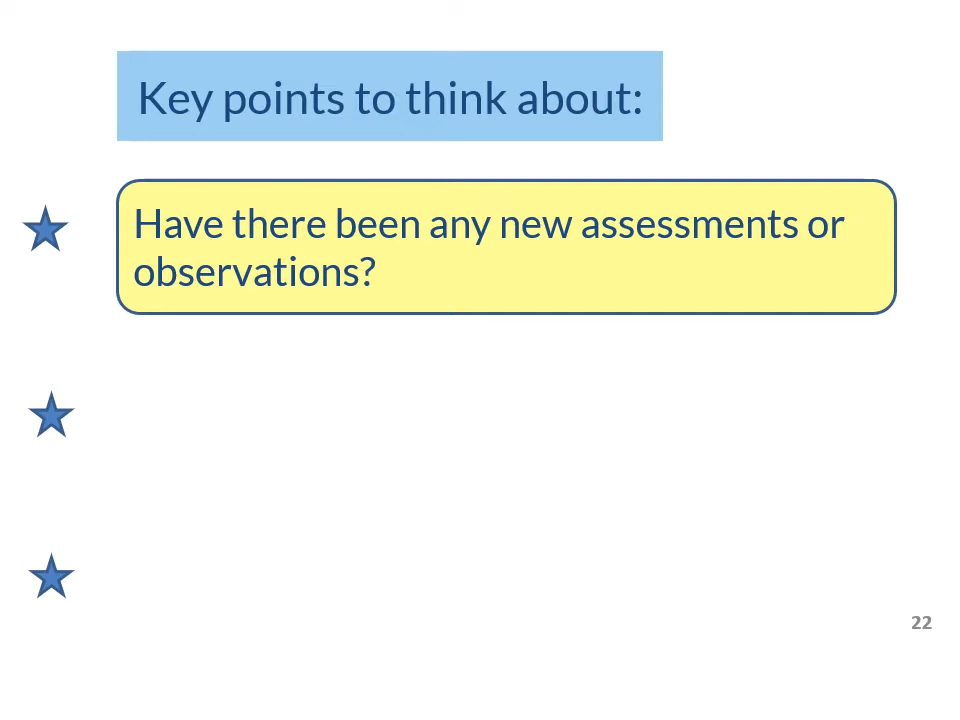 Key points to think about:
Have there been any new assessments or
observations?
22